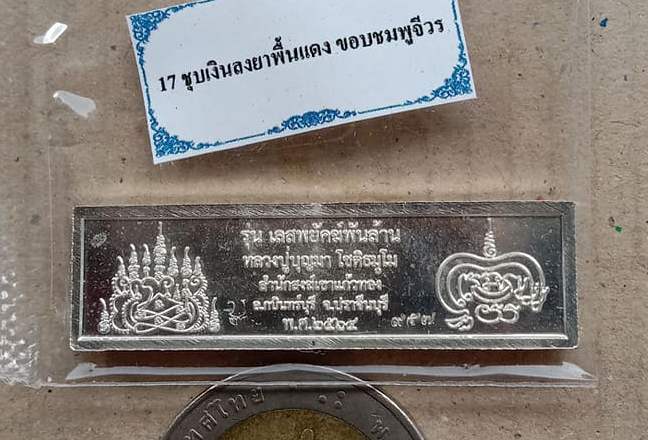 17 ชุบเงินลงยาพื้นแดง ขอบชมพูจีวร
รุ่น เลสพยัคฆ์พันล้าน
หลวงปู่บุญมา โชติธมฺโม
สำนักสงฆ์เขาแก้วทอง
อ.กบินทร์บุรี จ.ปราจีนบุรี
พ.ศ.๒๕๖๔
๙๕๗